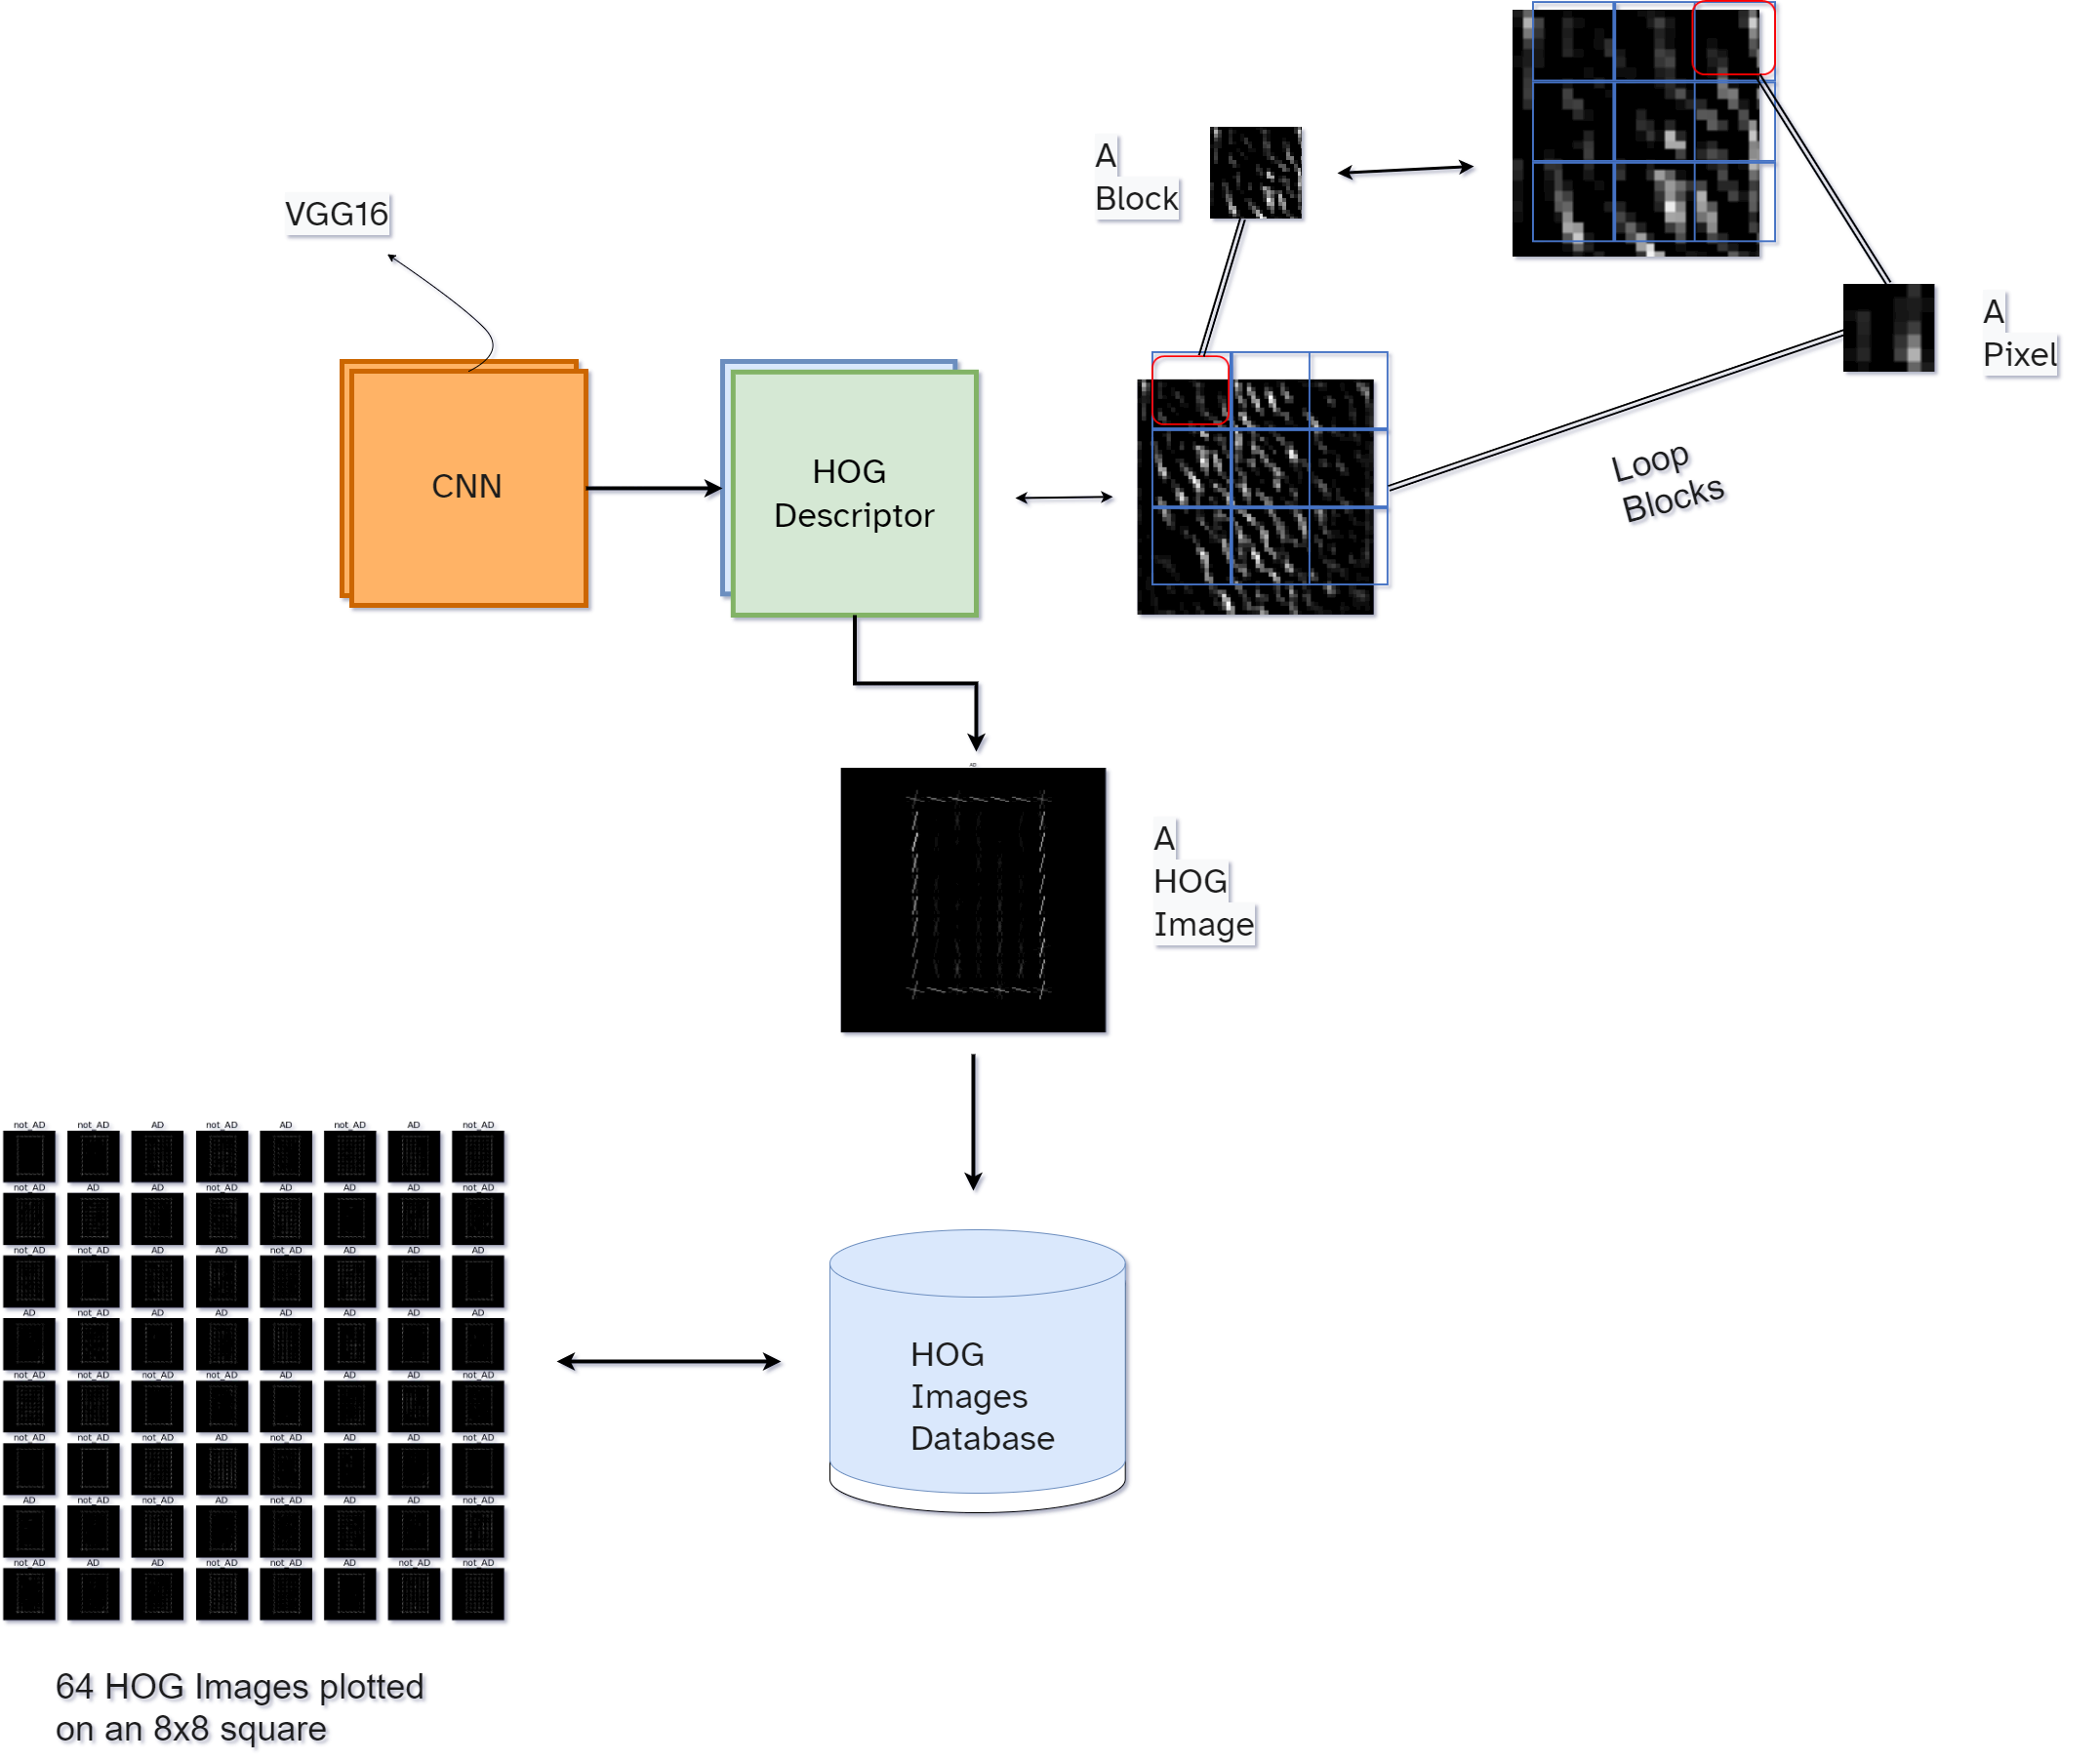 A
Block
VGG16
A
Pixel
CNN
HOG
Descriptor
Loop
Blocks
AD
A
HOG
Image
not_AD not_AD AD not_AD AD not_AD AD not_AD
not_AD AD AD not_AD AD AD AD not_AD
not_AD not_AD AD AD not_AD AD AD AD
AD not_AD AD AD AD AD AD AD
not_AD not_AD not_AD not_AD AD AD AD not_AD
not_AD not_AD not_AD AD not_AD AD AD not_AD
AD not_AD not_AD AD not_AD AD AD not_AD
not_AD AD AD not_AD not_AD AD not_AD not_AD
HOG
Images
Database
64 HOG Images plotted
on an 8x8 square